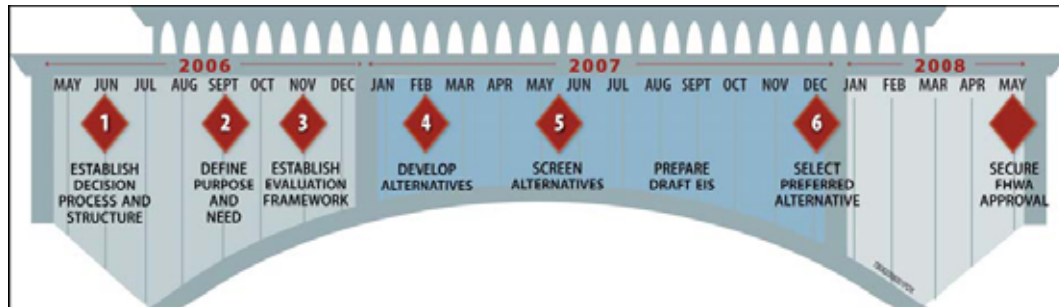 2006 2007 2008
MAY JUN JUL AUG SEPT OCT NOV DEC JAN FEB MAR APR MAY JUN JUL AUG SEPT OCT NOV DEC JAN FEB MAR APR MAY
1 2 3 4 5 6
ESTABLISH
DECISION
PROCESS AND
STRUCTURE
DEFINE
PURPOSE
AND
NEED
ESTABLISH
EVALUATION
FRAMEWORK
DEVELOP
ALTERNATIVES
SCREEN
ALTERNATIVES
PREPARE
DRAFT EIS
SELECT
PREFERRED
ALTERNATIVE
SECURE
FHWA
APPROVAL